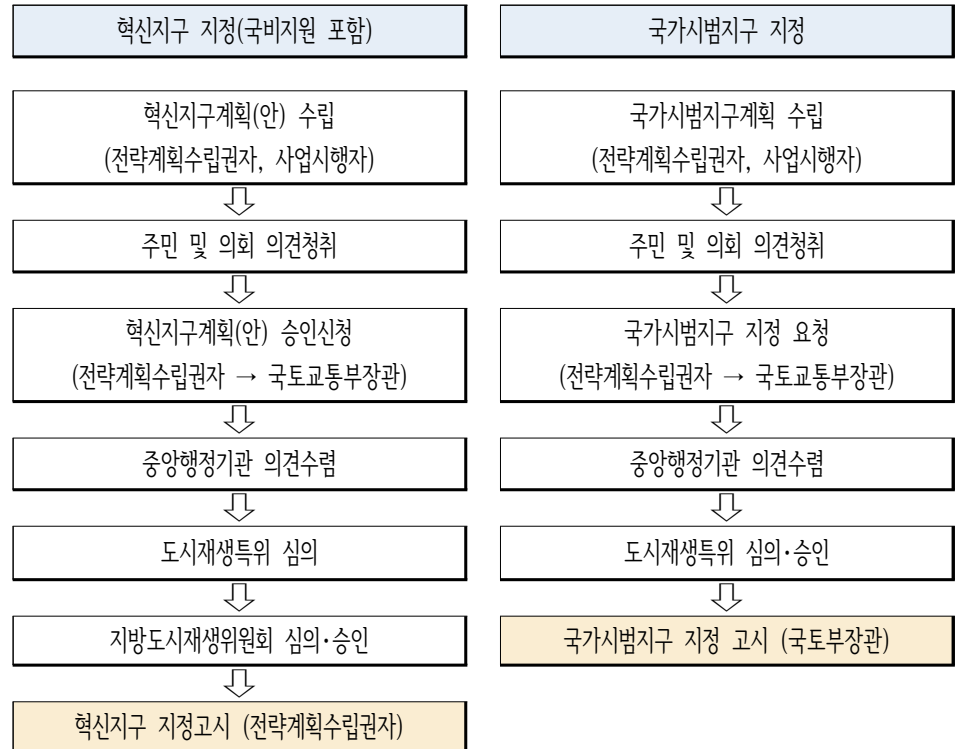 혁신지구 지정(국비지원 포함)
혁신지구계획(안) 수립
(전략계획수립권자, 사업시행자)
주민 및 의회 의견청취
혁신지구계획(안) 승인신청
(전략계획수립권자 → 국토교통부장관)
중앙행정기관 의견수렴
도시재생특위 심의
지방도시재생위원회 심의·승인
혁신지구 지정고시 (전략계획수립권자)
국가시범지구 지정
국가시범지구계획 수립
(전략계획수립권자, 사업시행자)
주민 및 의회 의견청취
국가시범지구 지정 요청
(전략계획수립권자 → 국토교통부장관)
중앙행정기관 의견수렴
도시재생특위 심의·승인
국가시범지구 지정 고시 (국토부장관)